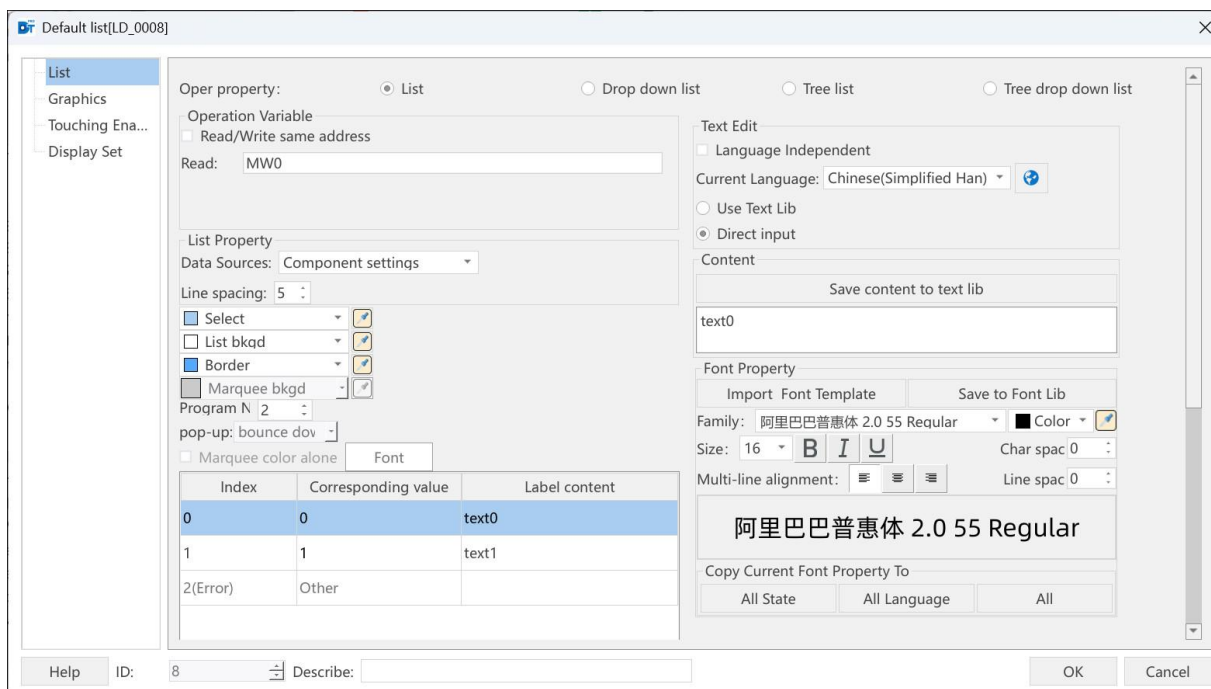 DT Default list[LD_0008]
List
Graphics
Touching Ena...
Display Set
Oper property: List Drop down list Tree list Tree drop down list
Operation Variable
Read/Write same address
Read: MW0
List Property
Data Sources: Component settings
Line spacing: 5
Select
List bkgd
Border
Marquee bkgd
Program N 2
pop-up: bounce dov
Marquee color alone Font
Index Corresponding value Label content
0 0 text0
1 1 text1
2(Error) Other
Text Edit
Language Independent
Current Language: Chinese(Simplified Han)
Use Text Lib
Direct input
Content
Save content to text lib
text0
Font Property
Import Font Template Save to Font Lib
Family: 阿里巴巴普惠体 2.0 55 Regular Color
Size: 16 B I U Char spac 0
Multi-line alignment: Line spac 0
阿里巴巴普惠体 2.0 55 Regular
Copy Current Font Property To
All State All Language All
Help ID: 8 Describe: OK Cancel